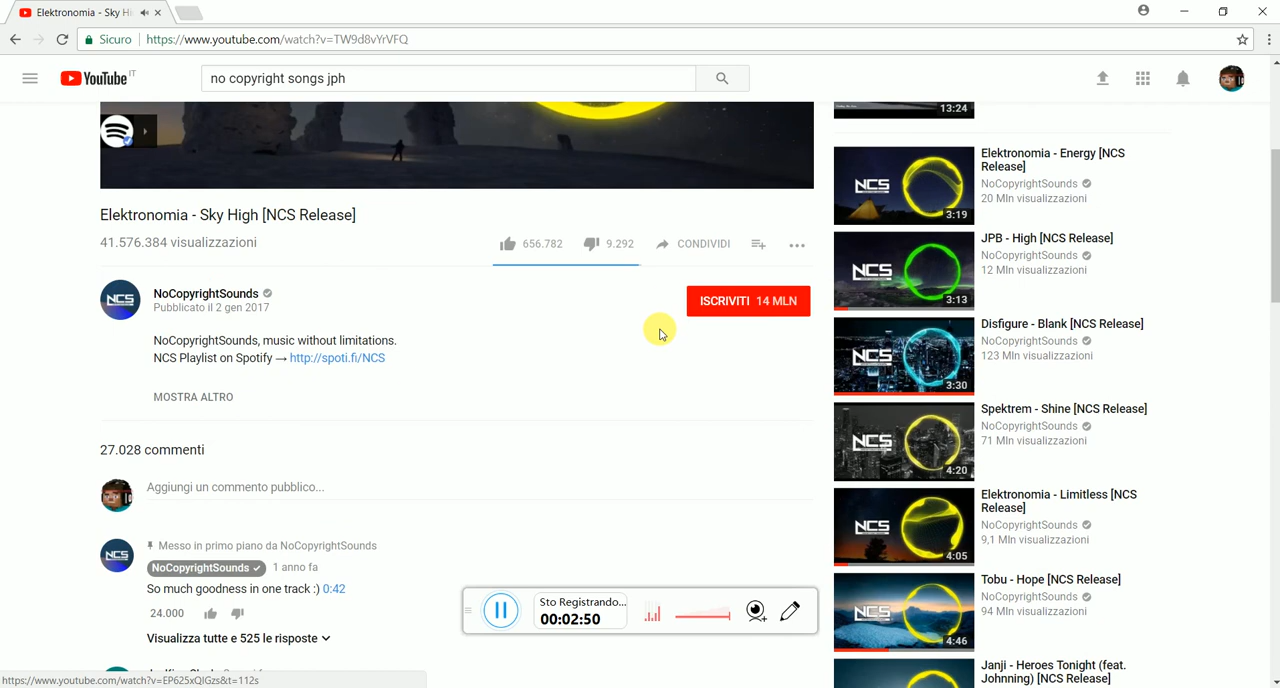 Elektronomia - Sky Hi
Sicuro
https://www.youtube.com/watch?v=TW9d8vYrVFQ
YouTube IT
no copyright songs jph
13:24
Elektronomia - Sky High [NCS Release]
41.576.384 visualizzazioni
656.782
9.292
CONDIVIDI
NCS
NoCopyrightSounds
Pubblicato il 2 gen 2017
ISCRIVITI 14 MLN
NoCopyrightSounds, music without limitations.
NCS Playlist on Spotify → http://spoti.fi/NCS
MOSTRA ALTRO
27.028 commenti
Aggiungi un commento pubblico...
Messo in primo piano da NoCopyrightSounds
NCS
NoCopyrightSounds
1 anno fa
So much goodness in one track :) 0:42
24.000
Visualizza tutte e 525 le risposte
Sto Registrando...
00:02:50
https://www.youtube.com/watch?v=EP625xQIGzs&t=112s
NCS
3:19
Elektronomia - Energy [NCS
Release]
NoCopyrightSounds
20 Mln visualizzazioni
NCS
3:13
JPB - High [NCS Release]
NoCopyrightSounds
12 Mln visualizzazioni
NCS
3:30
Disfigure - Blank [NCS Release]
NoCopyrightSounds
123 Mln visualizzazioni
NCS
4:20
Spektrem - Shine [NCS Release]
NoCopyrightSounds
71 Mln visualizzazioni
NCS
4:05
Elektronomia - Limitless [NCS
Release]
NoCopyrightSounds
9,1 Mln visualizzazioni
NCS
4:46
Tobu - Hope [NCS Release]
NoCopyrightSounds
94 Mln visualizzazioni
Janji - Heroes Tonight (feat.
Johnning) [NCS Release]